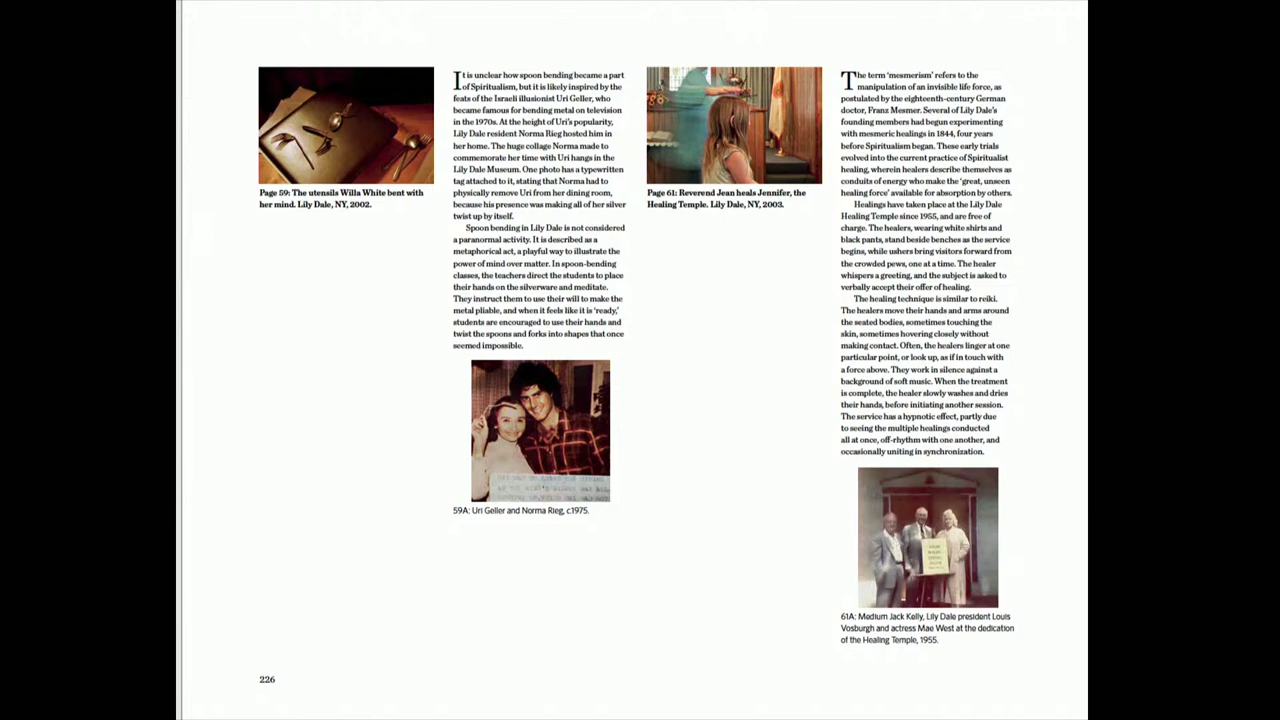 Page 59: The utensils Willa White bent with
her mind. Lily Dale, NY, 2002.
It is unclear how spoon bending became a part
of Spiritualism, but it is likely inspired by the
feats of the Israeli illusionist Uri Geller, who
became famous for bending metal on television
in the 1970s. At the height of Uri's popularity,
Lily Dale resident Norma Rieg hosted him in
her home. The huge collage Norma made to
commemorate her time with Uri hangs in the
Lily Dale Museum. One photo has a typewritten
tag attached to it, stating that Norma had to
physically remove Uri from her dining room,
because his presence was making all of her silver
twist up by itself.
Spoon bending in Lily Dale is not considered
a paranormal activity. It is described as a
metaphorical act, a playful way to illustrate the
power of mind over matter. In spoon-bending
classes, the teachers direct the students to place
their hands on the silverware and meditate.
They instruct them to use their will to make the
metal pliable, and when it feels like it is 'ready,'
students are encouraged to use their hands and
twist the spoons and forks into shapes that once
seemed impossible.
59A: Uri Geller and Norma Rieg, c.1975.
Page 61: Reverend Jean heals Jennifer, the
Healing Temple. Lily Dale, NY, 2003.
The term 'mesmerism' refers to the
manipulation of an invisible life force, as
postulated by the eighteenth-century German
doctor, Franz Mesmer. Several of Lily Dale's
founding members had begun experimenting
with mesmeric healings in 1844, four years
before Spiritualism began. These early trials
evolved into the current practice of Spiritualist
healing, wherein healers describe themselves as
conduits of energy who make the 'great, unseen
healing force' available for absorption by others.
Healings have taken place at the Lily Dale
Healing Temple since 1955, and are free of
charge. The healers, wearing white shirts and
black pants, stand beside benches as the service
begins, while ushers bring visitors forward from
the crowded pews, one at a time. The healer
whispers a greeting, and the subject is asked to
verbally accept their offer of healing.
The healing technique is similar to reiki.
The healers move their hands and arms around
the seated bodies, sometimes touching the
skin, sometimes hovering closely without
making contact. Often, the healers linger at one
particular point, or look up, as if in touch with
a force above. They work in silence against a
background of soft music. When the treatment
is complete, the healer slowly washes and dries
their hands, before initiating another session.
The service has a hypnotic effect, partly due
to seeing the multiple healings conducted
all at once, off-rhythm with one another, and
occasionally uniting in synchronization.
61A: Medium Jack Kelly, Lily Dale president Louis
Vosburgh and actress Mae West at the dedication
of the Healing Temple, 1955.
226